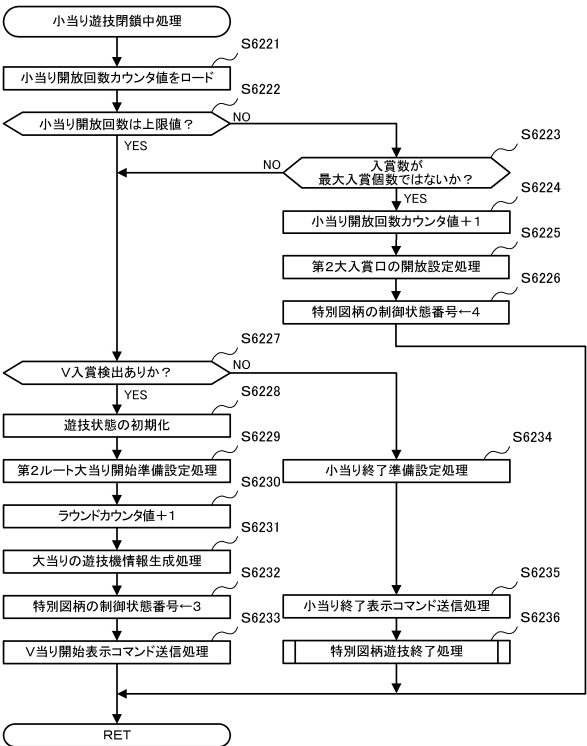 小当り遊技閉鎖中処理
S6221
小当り開放回数カウンタ値をロード
S6222
小当り開放回数は上限値？
NO
YES
S6223
入賞数が
最大入賞個数ではないか？
NO
YES
S6224
小当り開放回数カウンタ値＋1
S6225
第2大入賞口の開放設定処理
S6226
特別図柄の制御状態番号←4
S6227
V入賞検出ありか？
NO
YES
S6228
遊技状態の初期化
S6229
第2ルート大当り開始準備設定処理
S6230
ラウンドカウンタ値＋1
S6231
大当りの遊技機情報生成処理
S6232
特別図柄の制御状態番号←3
S6233
V当り開始表示コマンド送信処理
S6234
小当り終了準備設定処理
S6235
小当り終了表示コマンド送信処理
S6236
特別図柄遊技終了処理
RET